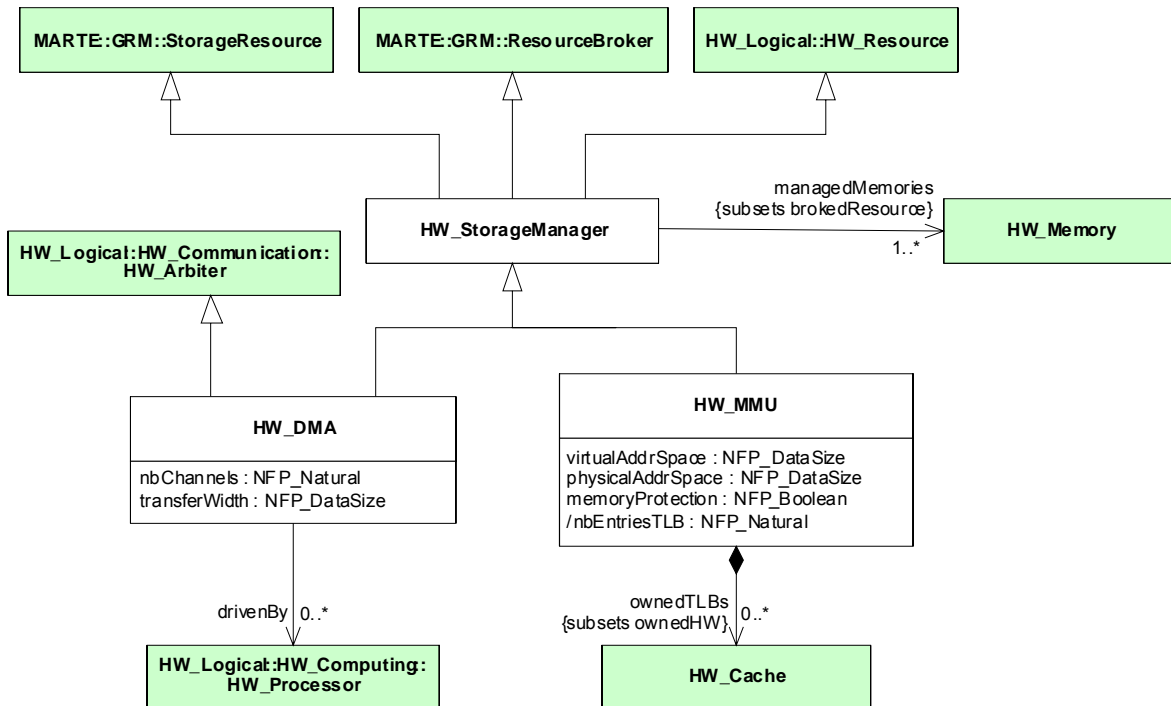 MARTE::GRM::StorageResource
MARTE::GRM::ResourceBroker
HW_Logical::HW_Resource
managedMemories
{subsets brokedResource}
HW_StorageManager
1..*
HW_Memory
HW_Logical::HW_Communication::
HW_Arbiter
HW_DMA
nbChannels : NFP_Natural
transferWidth : NFP_DataSize
HW_MMU
virtualAddrSpace : NFP_DataSize
physicalAddrSpace : NFP_DataSize
memoryProtection : NFP_Boolean
/nbEntriesTLB : NFP_Natural
drivenBy
0..*
ownedTLBs
{subsets ownedHW}
0..*
HW_Logical::HW_Computing::
HW_Processor
HW_Cache